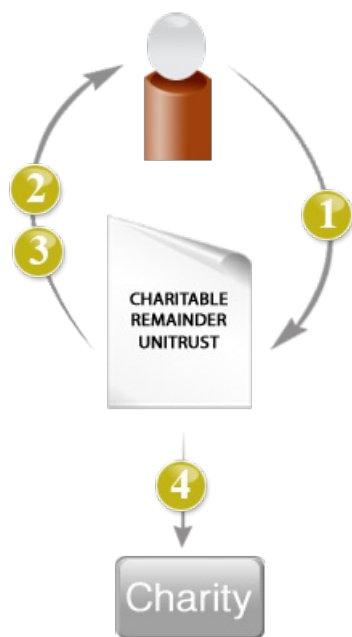 2
1
3
CHARITABLE
REMAINDER
UNITRUST
4
Charity